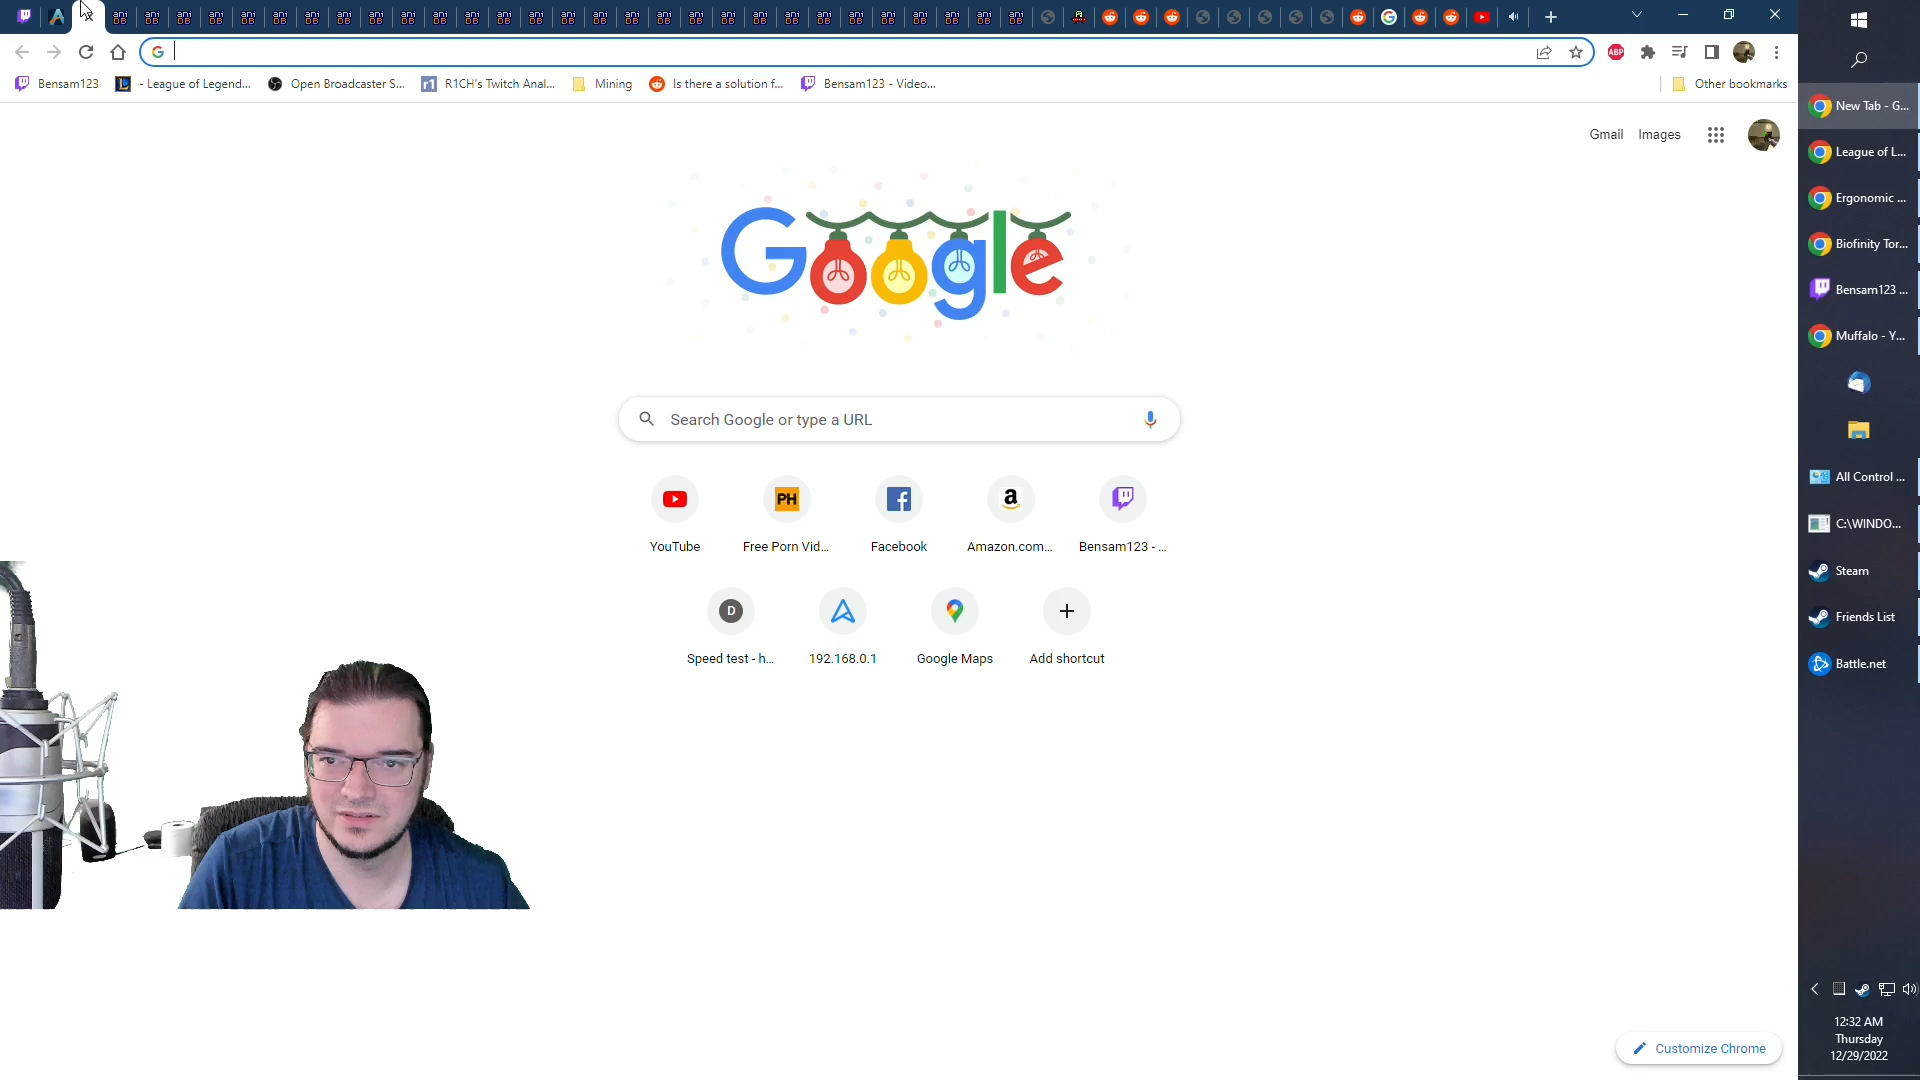 Bensam123
- League of Legend...
Open Broadcaster S...
R1CH's Twitch Anal...
Mining
Is there a solution f...
Bensam123 - Video...
Other bookmarks
Gmail
Images
Google
Search Google or type a URL
YouTube
PH
Free Porn Vid...
Facebook
Amazon.com...
Bensam123 - ...
D
Speed test - h...
192.168.0.1
Google Maps
Add shortcut
Customize Chrome
ABP
New Tab - G...
League of L...
Ergonomic ...
Biofinity Tor...
Bensam123 ...
Muffalo - Y...
All Control ...
C:\WINDO...
Steam
Friends List
Battle.net
12:32 AM
Thursday
12/29/2022